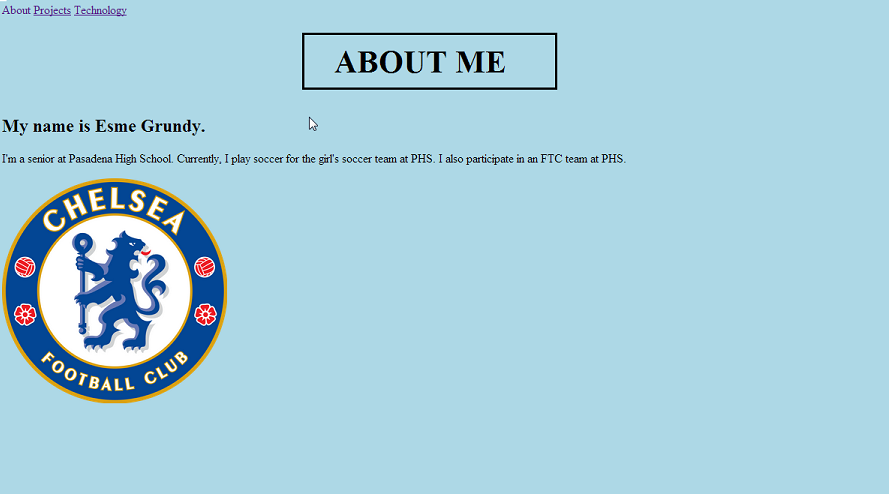 About Projects Technology
ABOUT ME
My name is Esme Grundy.
I'm a senior at Pasadena High School. Currently, I play soccer for the girl's soccer team at PHS. I also participate in an FTC team at PHS.
CHELSEA
FOOTBALL CLUB